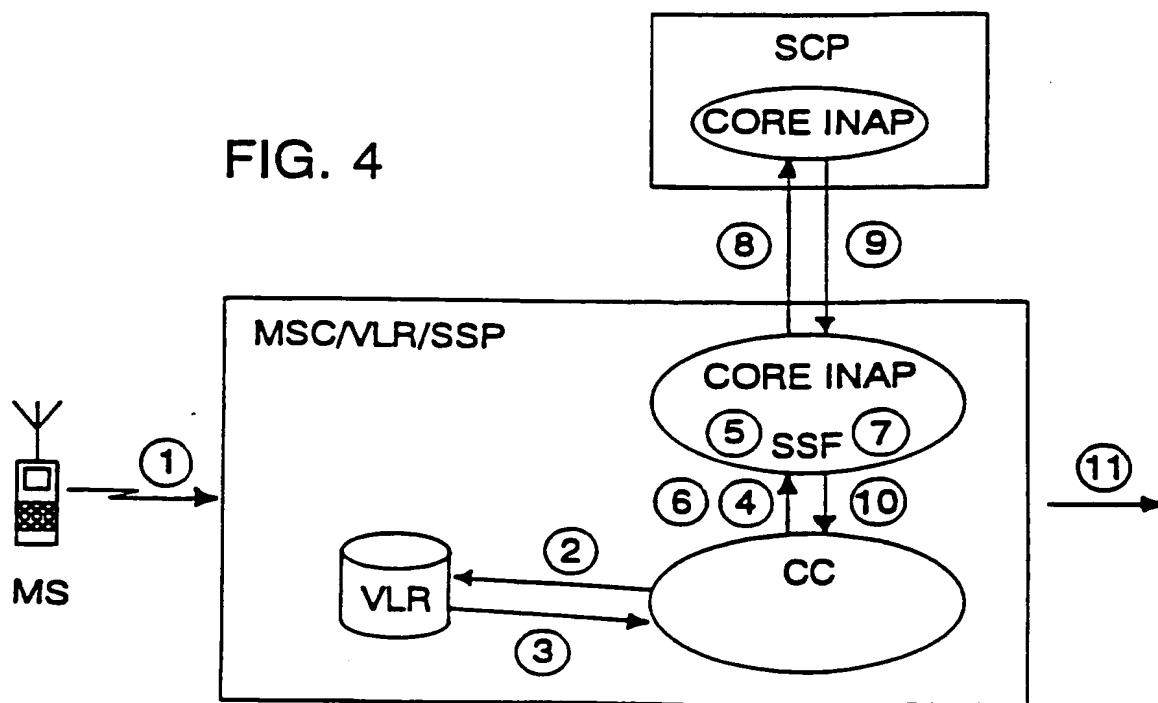 SCP
CORE INAP
FIG. 4
8 9
MSC/VLR/SSP
CORE INAP
5 SSF 7
1
11
6 4 10
2
CC
VLR
MS
3